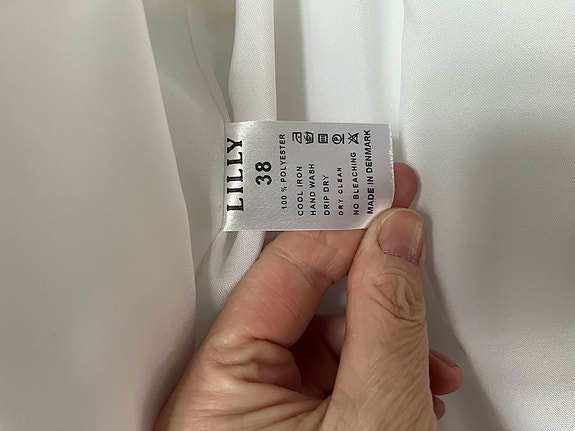 LILLY
38
100 % POLYESTER
COOL IRON
HAND WASH
DRIP DRY
DRY CLEAN
NO BLEACHING
MADE IN DENMARK